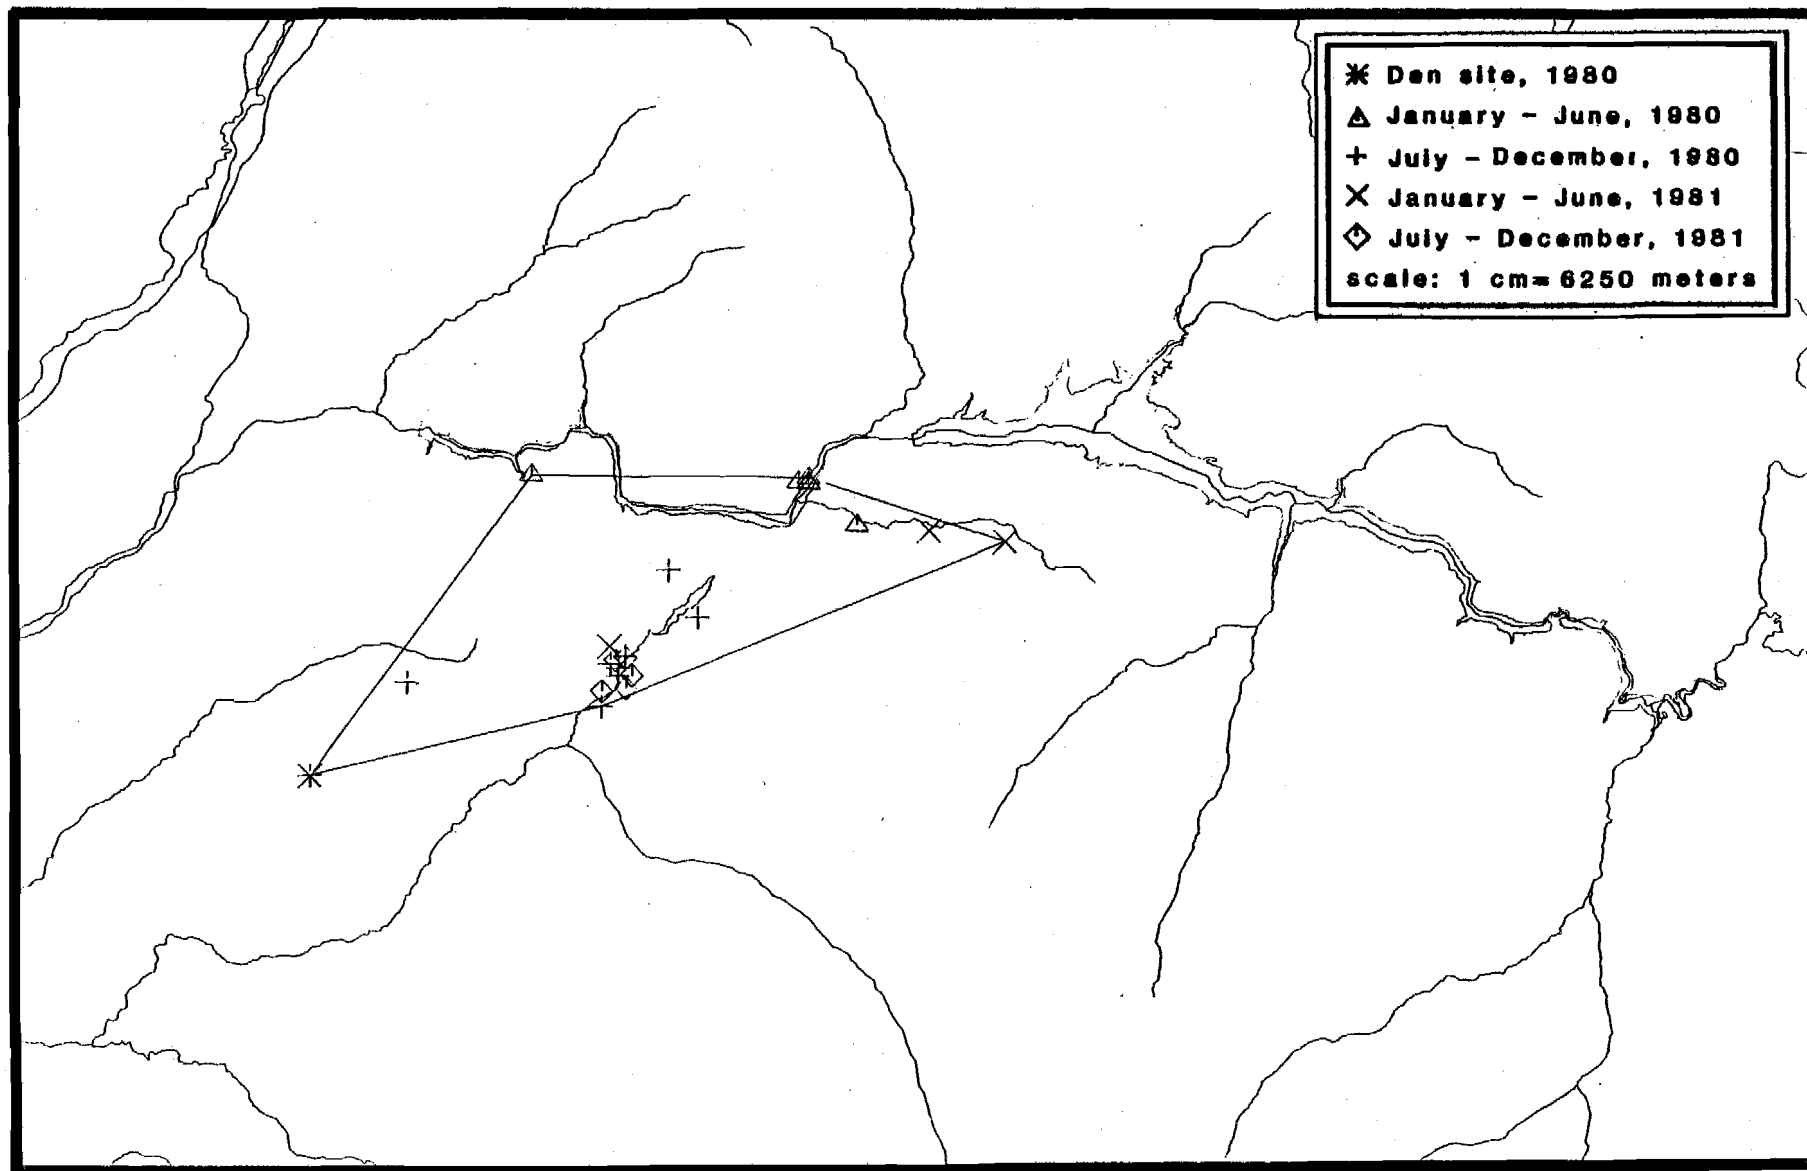 Den site, 1980
January - June, 1980
July - December, 1980
January - June, 1981
July - December, 1981
scale: 1 cm= 6250 meters